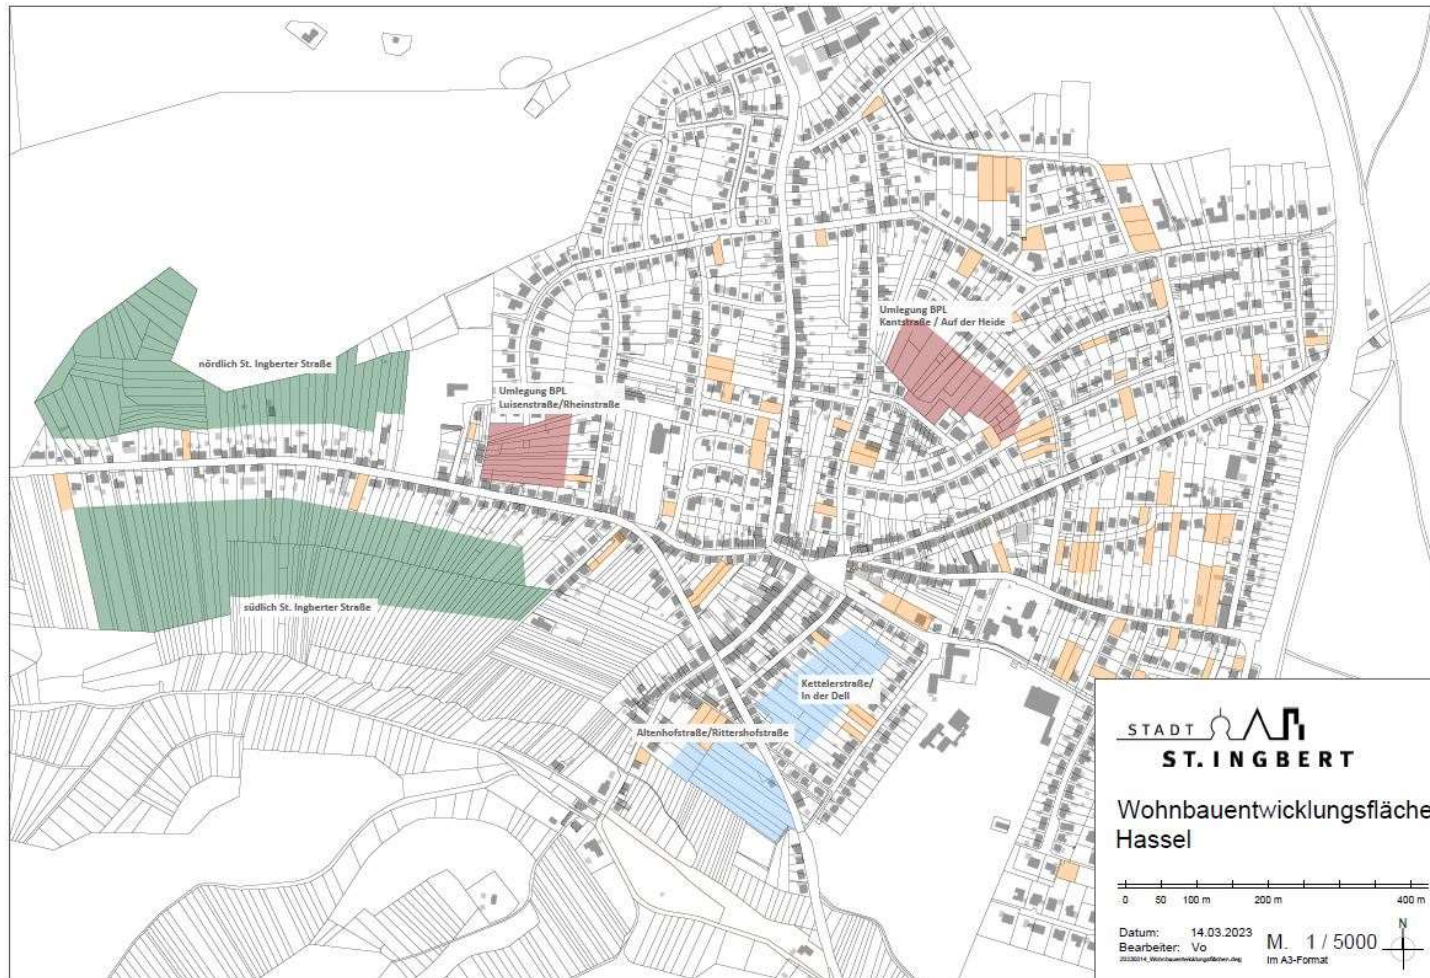 Umlegung BPL
Kantstraße / Auf der Heide
nördlich St. Ingberter Straße
Umlegung BPL
Luisenstraße/Rheinstraße
südlich St. Ingberter Straße
Kettelerstraße/
In der Dell
Altenhofstraße/Rittershofstraße
STADT
ST. INGBERT
Wohnbauentwicklungsfläche
Hassel
0 50 100 m 200 m 400 m
Datum: 14.03.2023
Bearbeiter: Vo
M. 1 / 5000
Im A3-Format
N
20230314_Wohnbauentwicklungsflächen.dwg